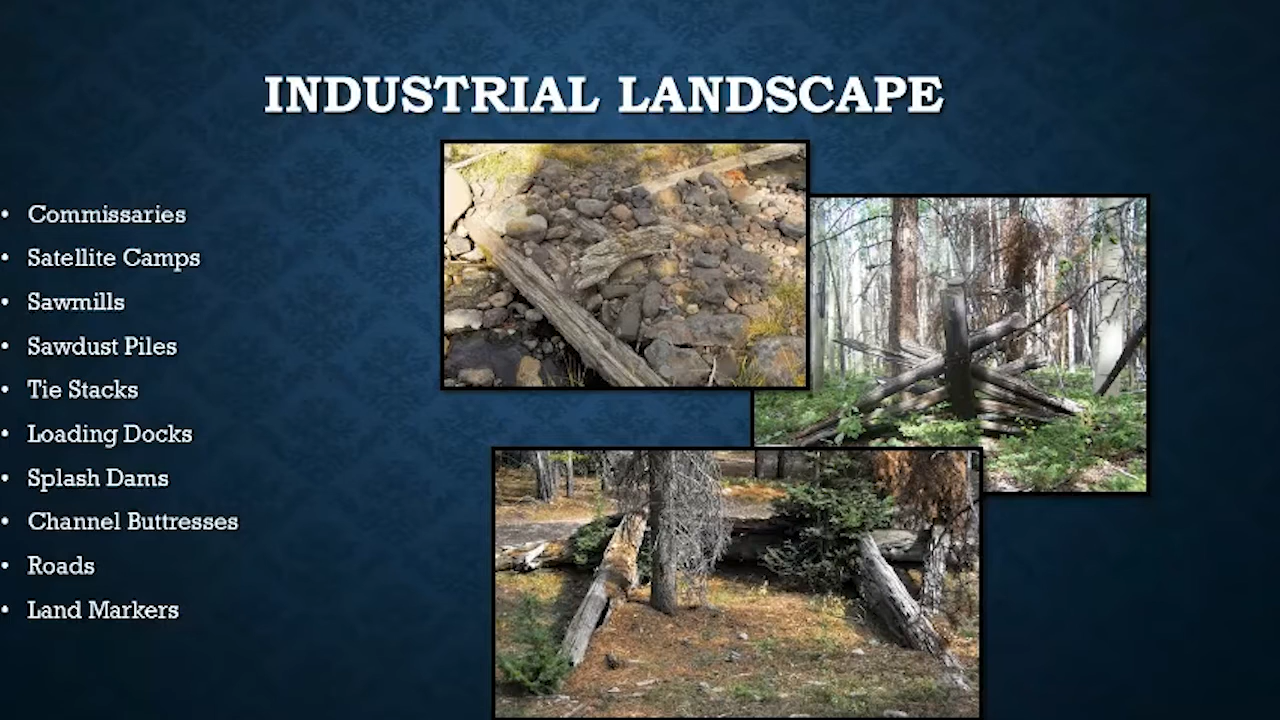 INDUSTRIAL LANDSCAPE
• Commissaries
• Satellite Camps
• Sawmills
• Sawdust Piles
• Tie Stacks
• Loading Docks
• Splash Dams
• Channel Buttresses
• Roads
• Land Markers